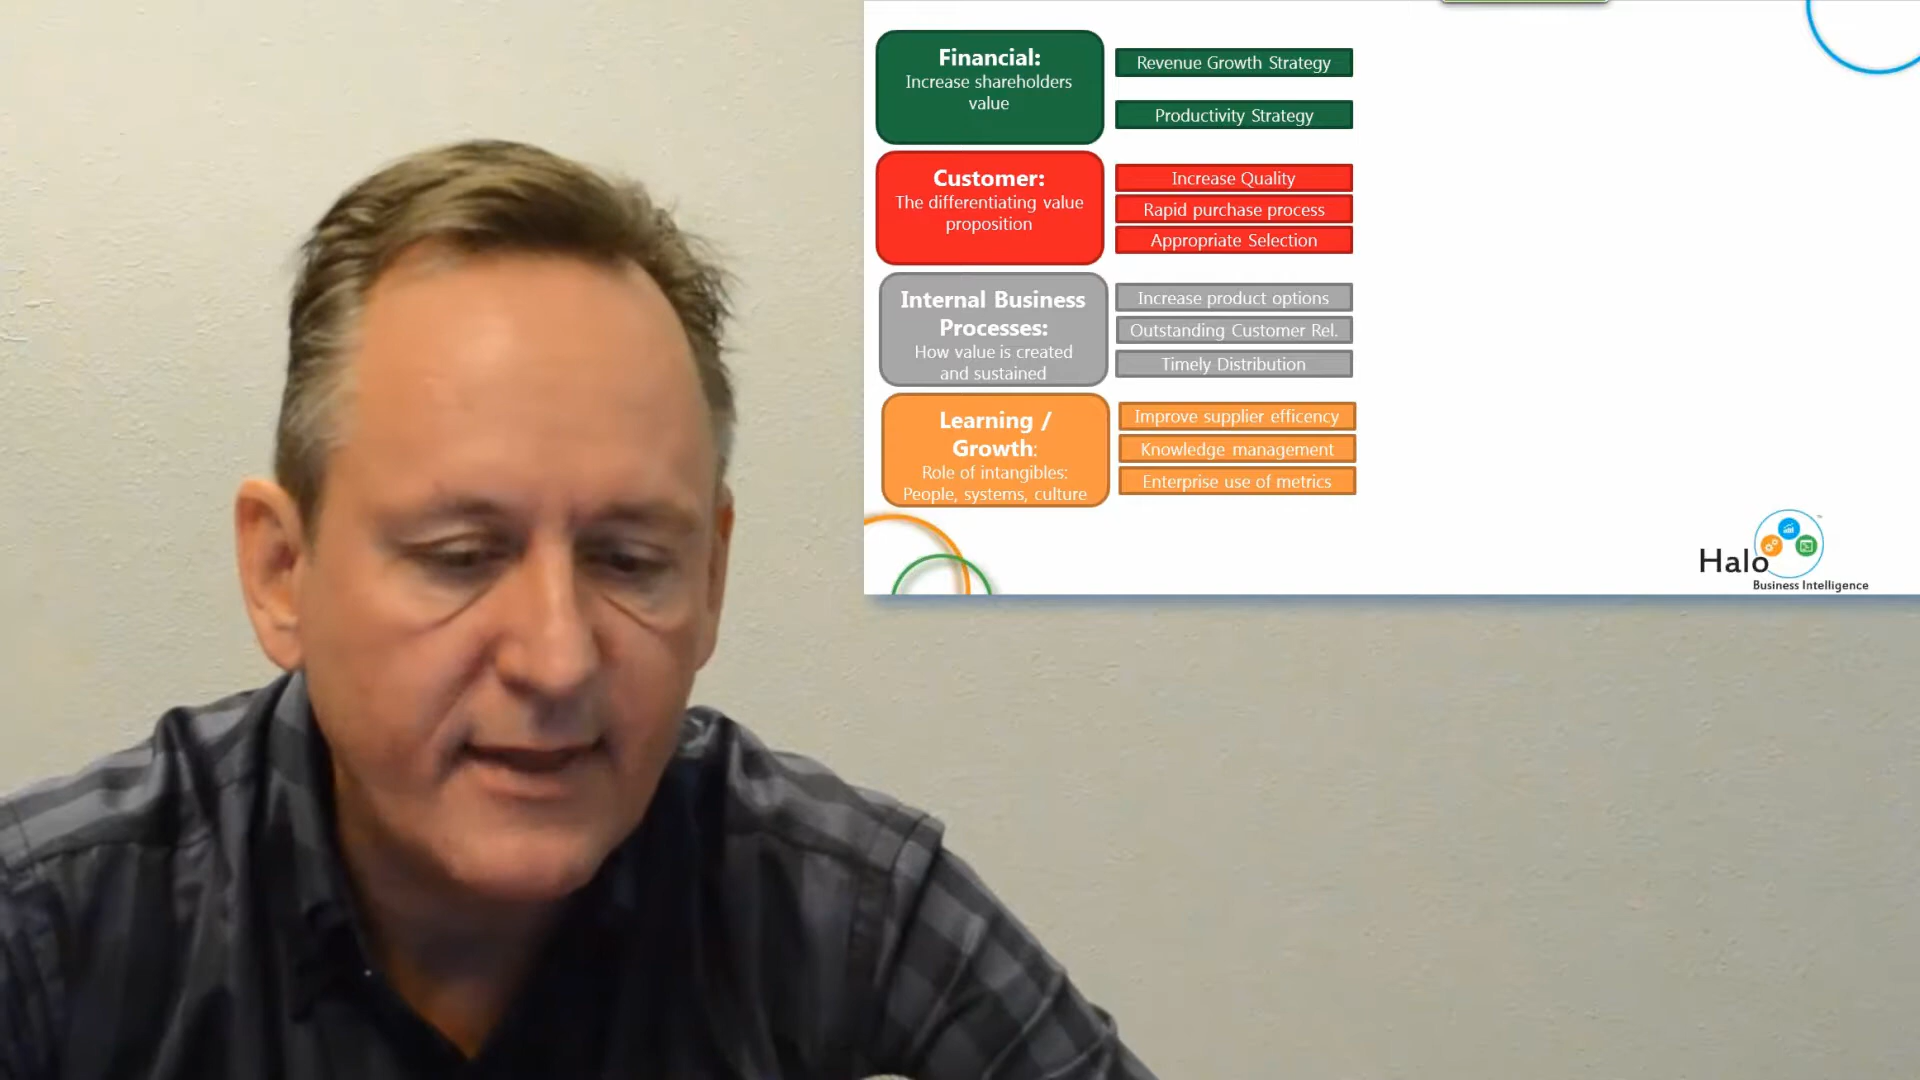 Financial:
Increase shareholders
value
Revenue Growth Strategy
Productivity Strategy
Customer:
The differentiating value
proposition
Increase Quality
Rapid purchase process
Appropriate Selection
Internal Business
Processes:
How value is created
and sustained
Increase product options
Outstanding Customer Rel.
Timely Distribution
Learning /
Growth:
Role of intangibles:
People, systems, culture
Improve supplier efficency
Knowledge management
Enterprise use of metrics
Halo
Business Intelligence